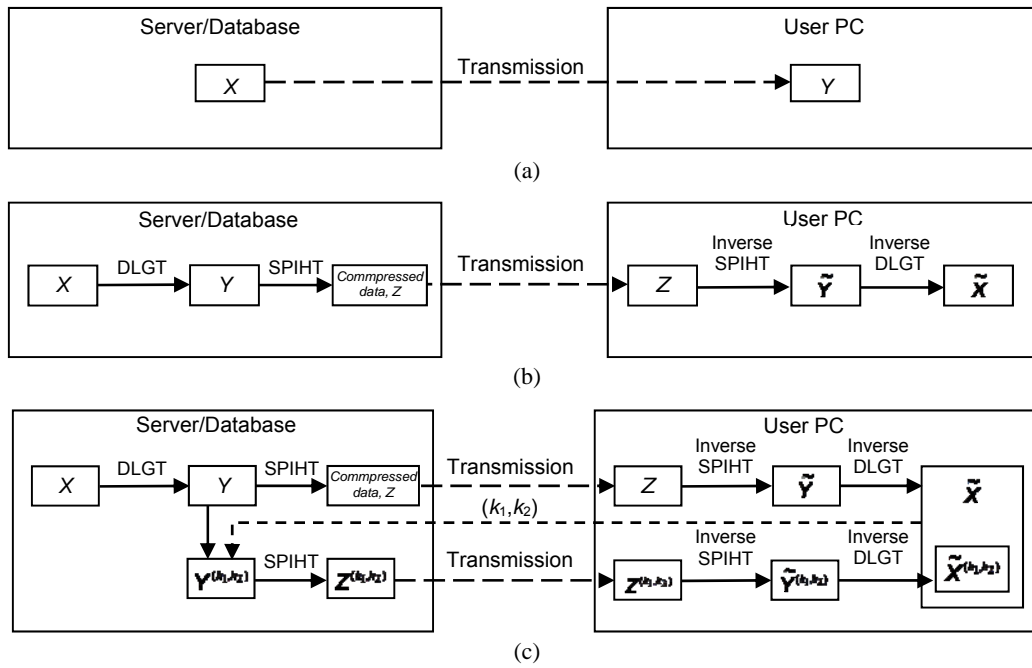 Server/Database
User PC
Transmission
X
Y
(a)
Server/Database
User PC
DLGT
SPIHT
Transmission
Inverse
SPIHT
Inverse
DLGT
X
Y
Commpressed
data, Z
Z
Ỹ
X̃
(b)
Server/Database
User PC
DLGT
SPIHT
Transmission
Inverse
SPIHT
Inverse
DLGT
X
Y
Commpressed
data, Z
Z
Ỹ
X̃
(k₁,k₂)
SPIHT
Transmission
Inverse
SPIHT
Inverse
DLGT
Y(k₁,k₂)
Z(k₁,k₂)
Z(k₁,k₂)
Ỹ(k₁,k₂)
X̃(k₁,k₂)
(c)